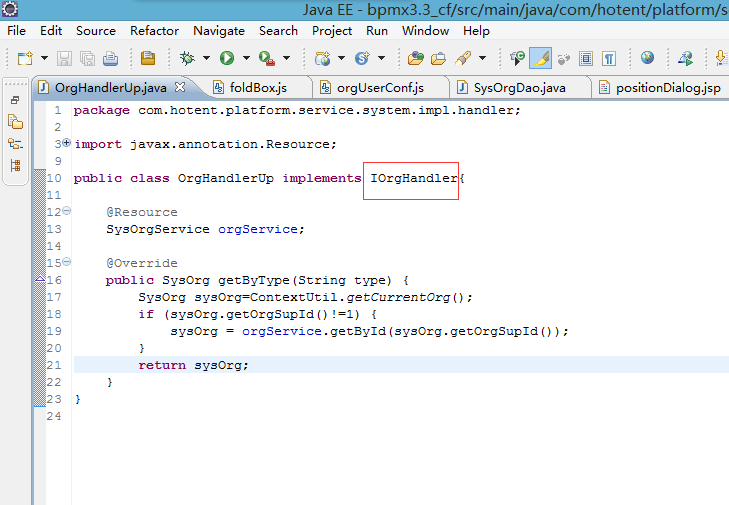 Java EE - bpmx3.3_cf/src/main/java/com/hotent/platform/s
File Edit Source Refactor Navigate Search Project Run Window Help
OrgHandlerUp.java foldBox.js orgUserConf.js SysOrgDao.java positionDialog.jsp
1 package com.hotent.platform.service.system.impl.handler;
2
3 import javax.annotation.Resource;
9
10 public class OrgHandlerUp implements IOrgHandler{
11
12 @Resource
13 SysOrgService orgService;
14
15 @Override
16 public SysOrg getByType(String type) {
17 SysOrg sysOrg=ContextUtil.getCurrentOrg();
18 if (sysOrg.getOrgSupId()!=1) {
19 sysOrg = orgService.getById(sysOrg.getOrgSupId());
20 }
21 return sysOrg;
22 }
23 }
24